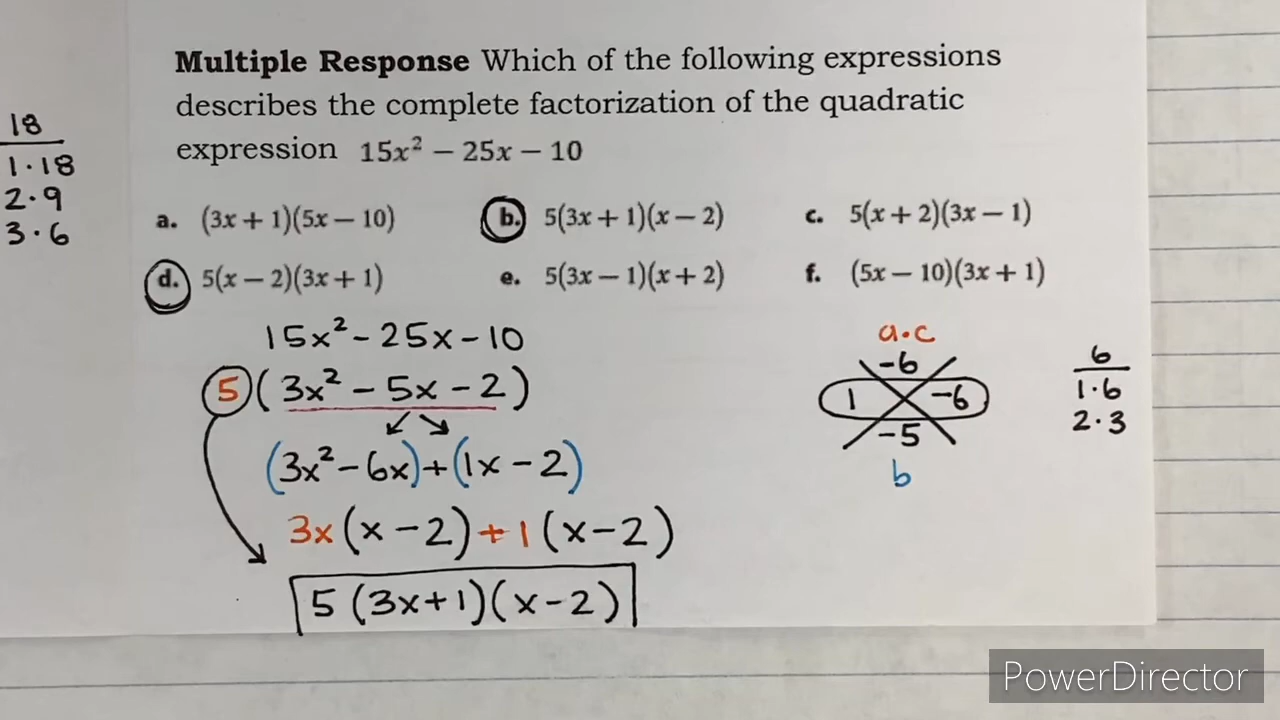 Multiple Response Which of the following expressions
describes the complete factorization of the quadratic
expression 15x² – 25x – 10
18
1·18
2·9
3·6
a. (3x + 1)(5x – 10)
b. 5(3x + 1)(x – 2)
c. 5(x + 2)(3x – 1)
d. 5(x – 2)(3x + 1)
e. 5(3x – 1)(x + 2)
f. (5x – 10)(3x + 1)
15x² - 25x - 10
5(3x² - 5x - 2)
(3x² - 6x) + (1x - 2)
3x(x - 2) + 1(x - 2)
5(3x+1)(x-2)
a·c
-6
1 -6
-5
b
6
1·6
2·3
PowerDirector